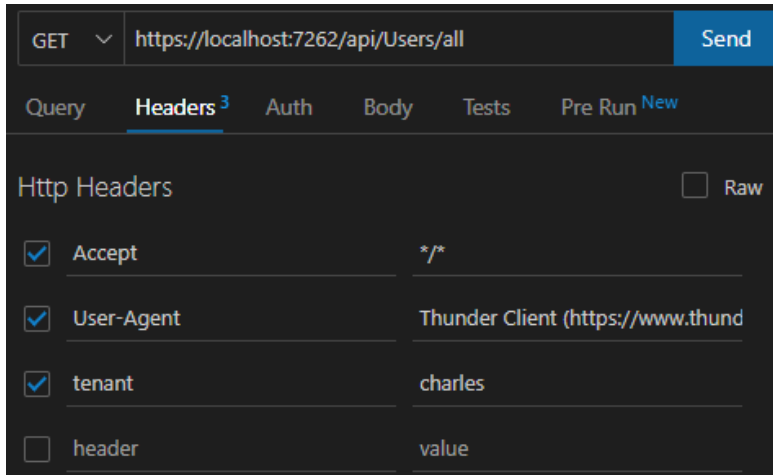 GET https://localhost:7262/api/Users/all Send
Query Headers 3 Auth Body Tests Pre Run New
Http Headers Raw
Accept */*
User-Agent Thunder Client (https://www.thund
tenant charles
header value